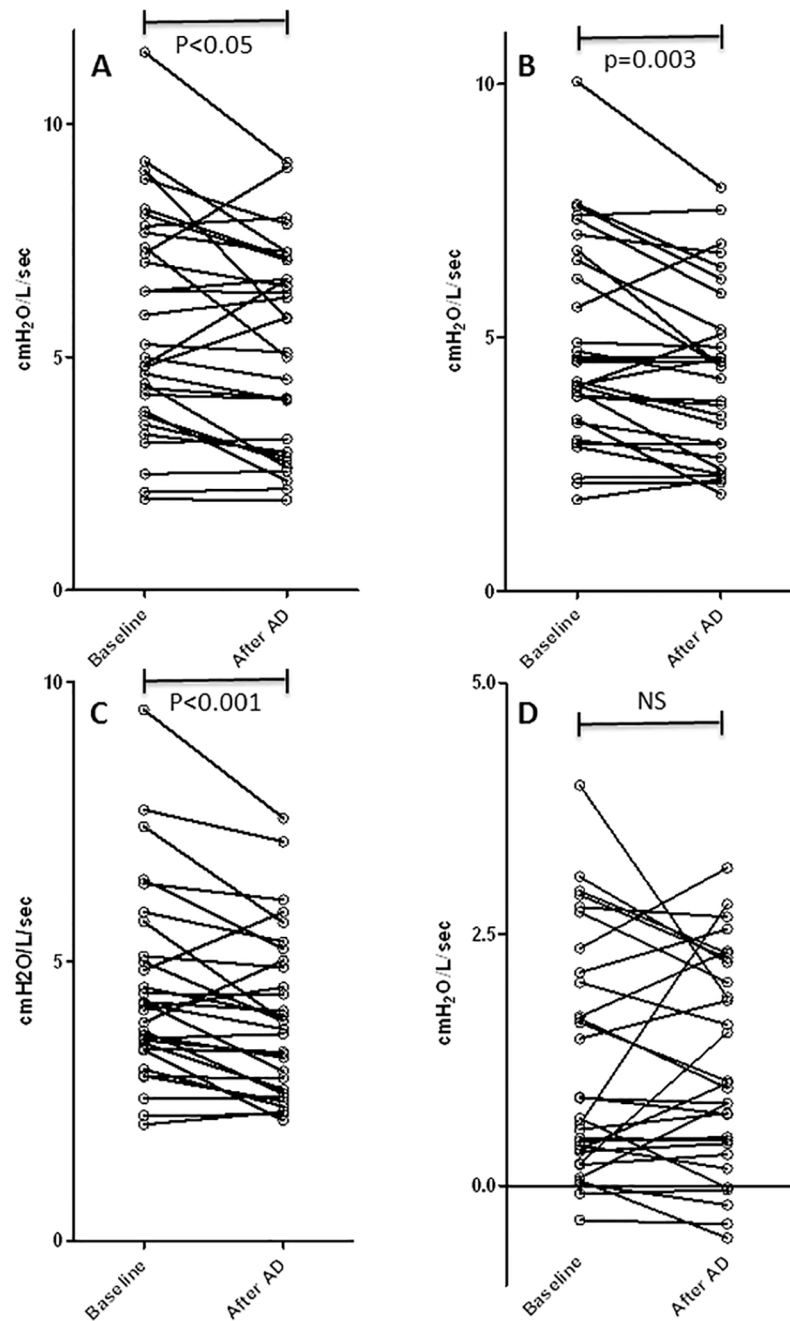 A
P<0.05
10
5
0
cmH₂O/L/sec
Baseline
After AD
B
p=0.003
10
5
0
cmH₂O/L/sec
Baseline
After AD
C
P<0.001
10
5
0
cmH2O/L/sec
Baseline
After AD
D
NS
5.0
2.5
0.0
cmH₂O/L/sec
Baseline
After AD